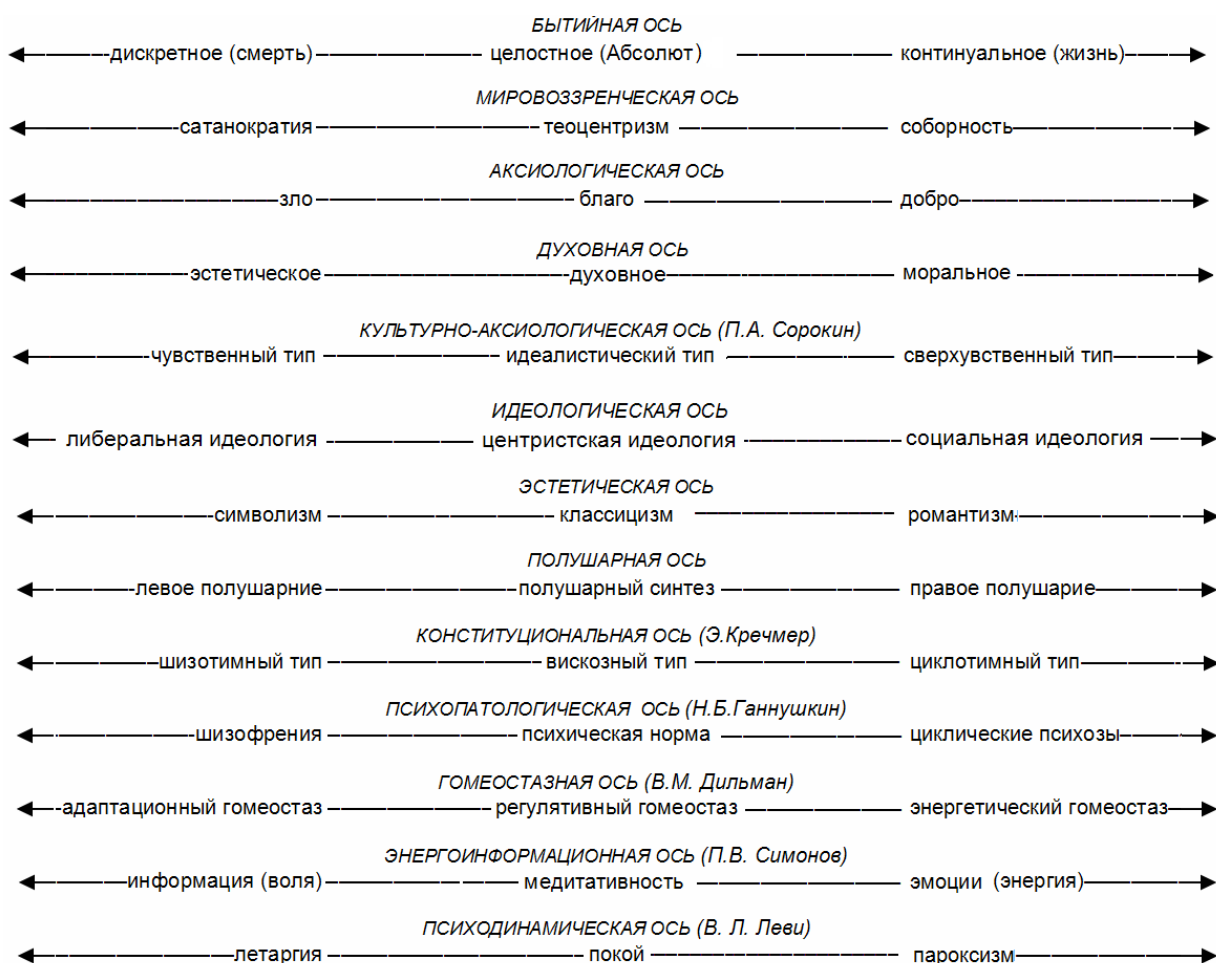 БЫТИЙНАЯ ОСЬ
дискретное (смерть) целостное (Абсолют) континуальное (жизнь)
МИРОВОЗЗРЕНЧЕСКАЯ ОСЬ
сатанократия теоцентризм соборность
АКСИОЛОГИЧЕСКАЯ ОСЬ
зло благо добро
ДУХОВНАЯ ОСЬ
эстетическое духовное моральное
КУЛЬТУРНО-АКСИОЛОГИЧЕСКАЯ ОСЬ (П.А. Сорокин)
чувственный тип идеалистический тип сверхувственный тип
ИДЕОЛОГИЧЕСКАЯ ОСЬ
либеральная идеология центристская идеология социальная идеология
ЭСТЕТИЧЕСКАЯ ОСЬ
символизм классицизм романтизм
ПОЛУШАРНАЯ ОСЬ
левое полушарние полушарный синтез правое полушарие
КОНСТИТУЦИОНАЛЬНАЯ ОСЬ (Э.Кречмер)
шизотимный тип вискозный тип циклотимный тип
ПСИХОПАТОЛОГИЧЕСКАЯ ОСЬ (Н.Б.Ганнушкин)
шизофрения психическая норма циклические психозы
ГОМЕОСТАЗНАЯ ОСЬ (В.М. Дильман)
адаптационный гомеостаз регулятивный гомеостаз энергетический гомеостаз
ЭНЕРГОИНФОРМАЦИОННАЯ ОСЬ (П.В. Симонов)
информация (воля) медитативность эмоции (энергия)
ПСИХОДИНАМИЧЕСКАЯ ОСЬ (В. Л. Леви)
летаргия покой пароксизм